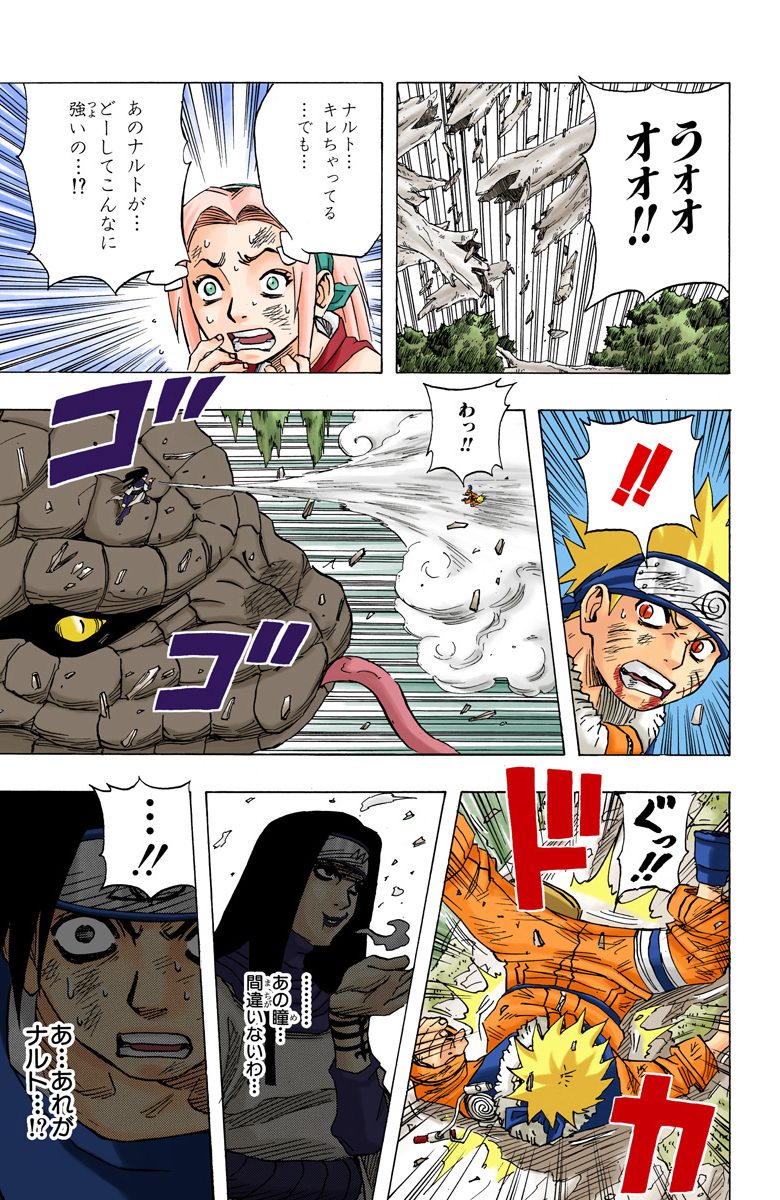 うオオ
オオ!!
ナルト…
キレちゃってる
…でも…
あのナルトが…
どーしてこんなに
強いの…!?
!!
わっ!!
ゴ
ゴ
ぐっ!!
ドカ
…………
あの瞳…
間違いないわ…
…!!
あ…あれが
ナルト…!?